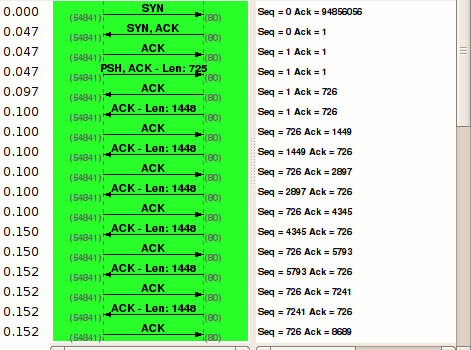 0.000 SYN (54841) (80) Seq = 0 Ack = 94856056
0.047 SYN, ACK (54841) (80) Seq = 0 Ack = 1
0.047 ACK (54841) (80) Seq = 1 Ack = 1
0.047 PSH, ACK - Len: 725 (54841) (80) Seq = 1 Ack = 1
0.097 ACK (54841) (80) Seq = 1 Ack = 726
0.100 ACK - Len: 1448 (54841) (80) Seq = 1 Ack = 726
0.100 ACK (54841) (80) Seq = 726 Ack = 1449
0.100 ACK - Len: 1448 (54841) (80) Seq = 1449 Ack = 726
0.100 ACK (54841) (80) Seq = 726 Ack = 2897
0.100 ACK - Len: 1448 (54841) (80) Seq = 2897 Ack = 726
0.100 ACK (54841) (80) Seq = 726 Ack = 4345
0.150 ACK - Len: 1448 (54841) (80) Seq = 4345 Ack = 726
0.150 ACK (54841) (80) Seq = 726 Ack = 5793
0.152 ACK - Len: 1448 (54841) (80) Seq = 5793 Ack = 726
0.152 ACK (54841) (80) Seq = 726 Ack = 7241
0.152 ACK - Len: 1448 (54841) (80) Seq = 7241 Ack = 726
0.152 ACK (54841) (80) Seq = 726 Ack = 8689